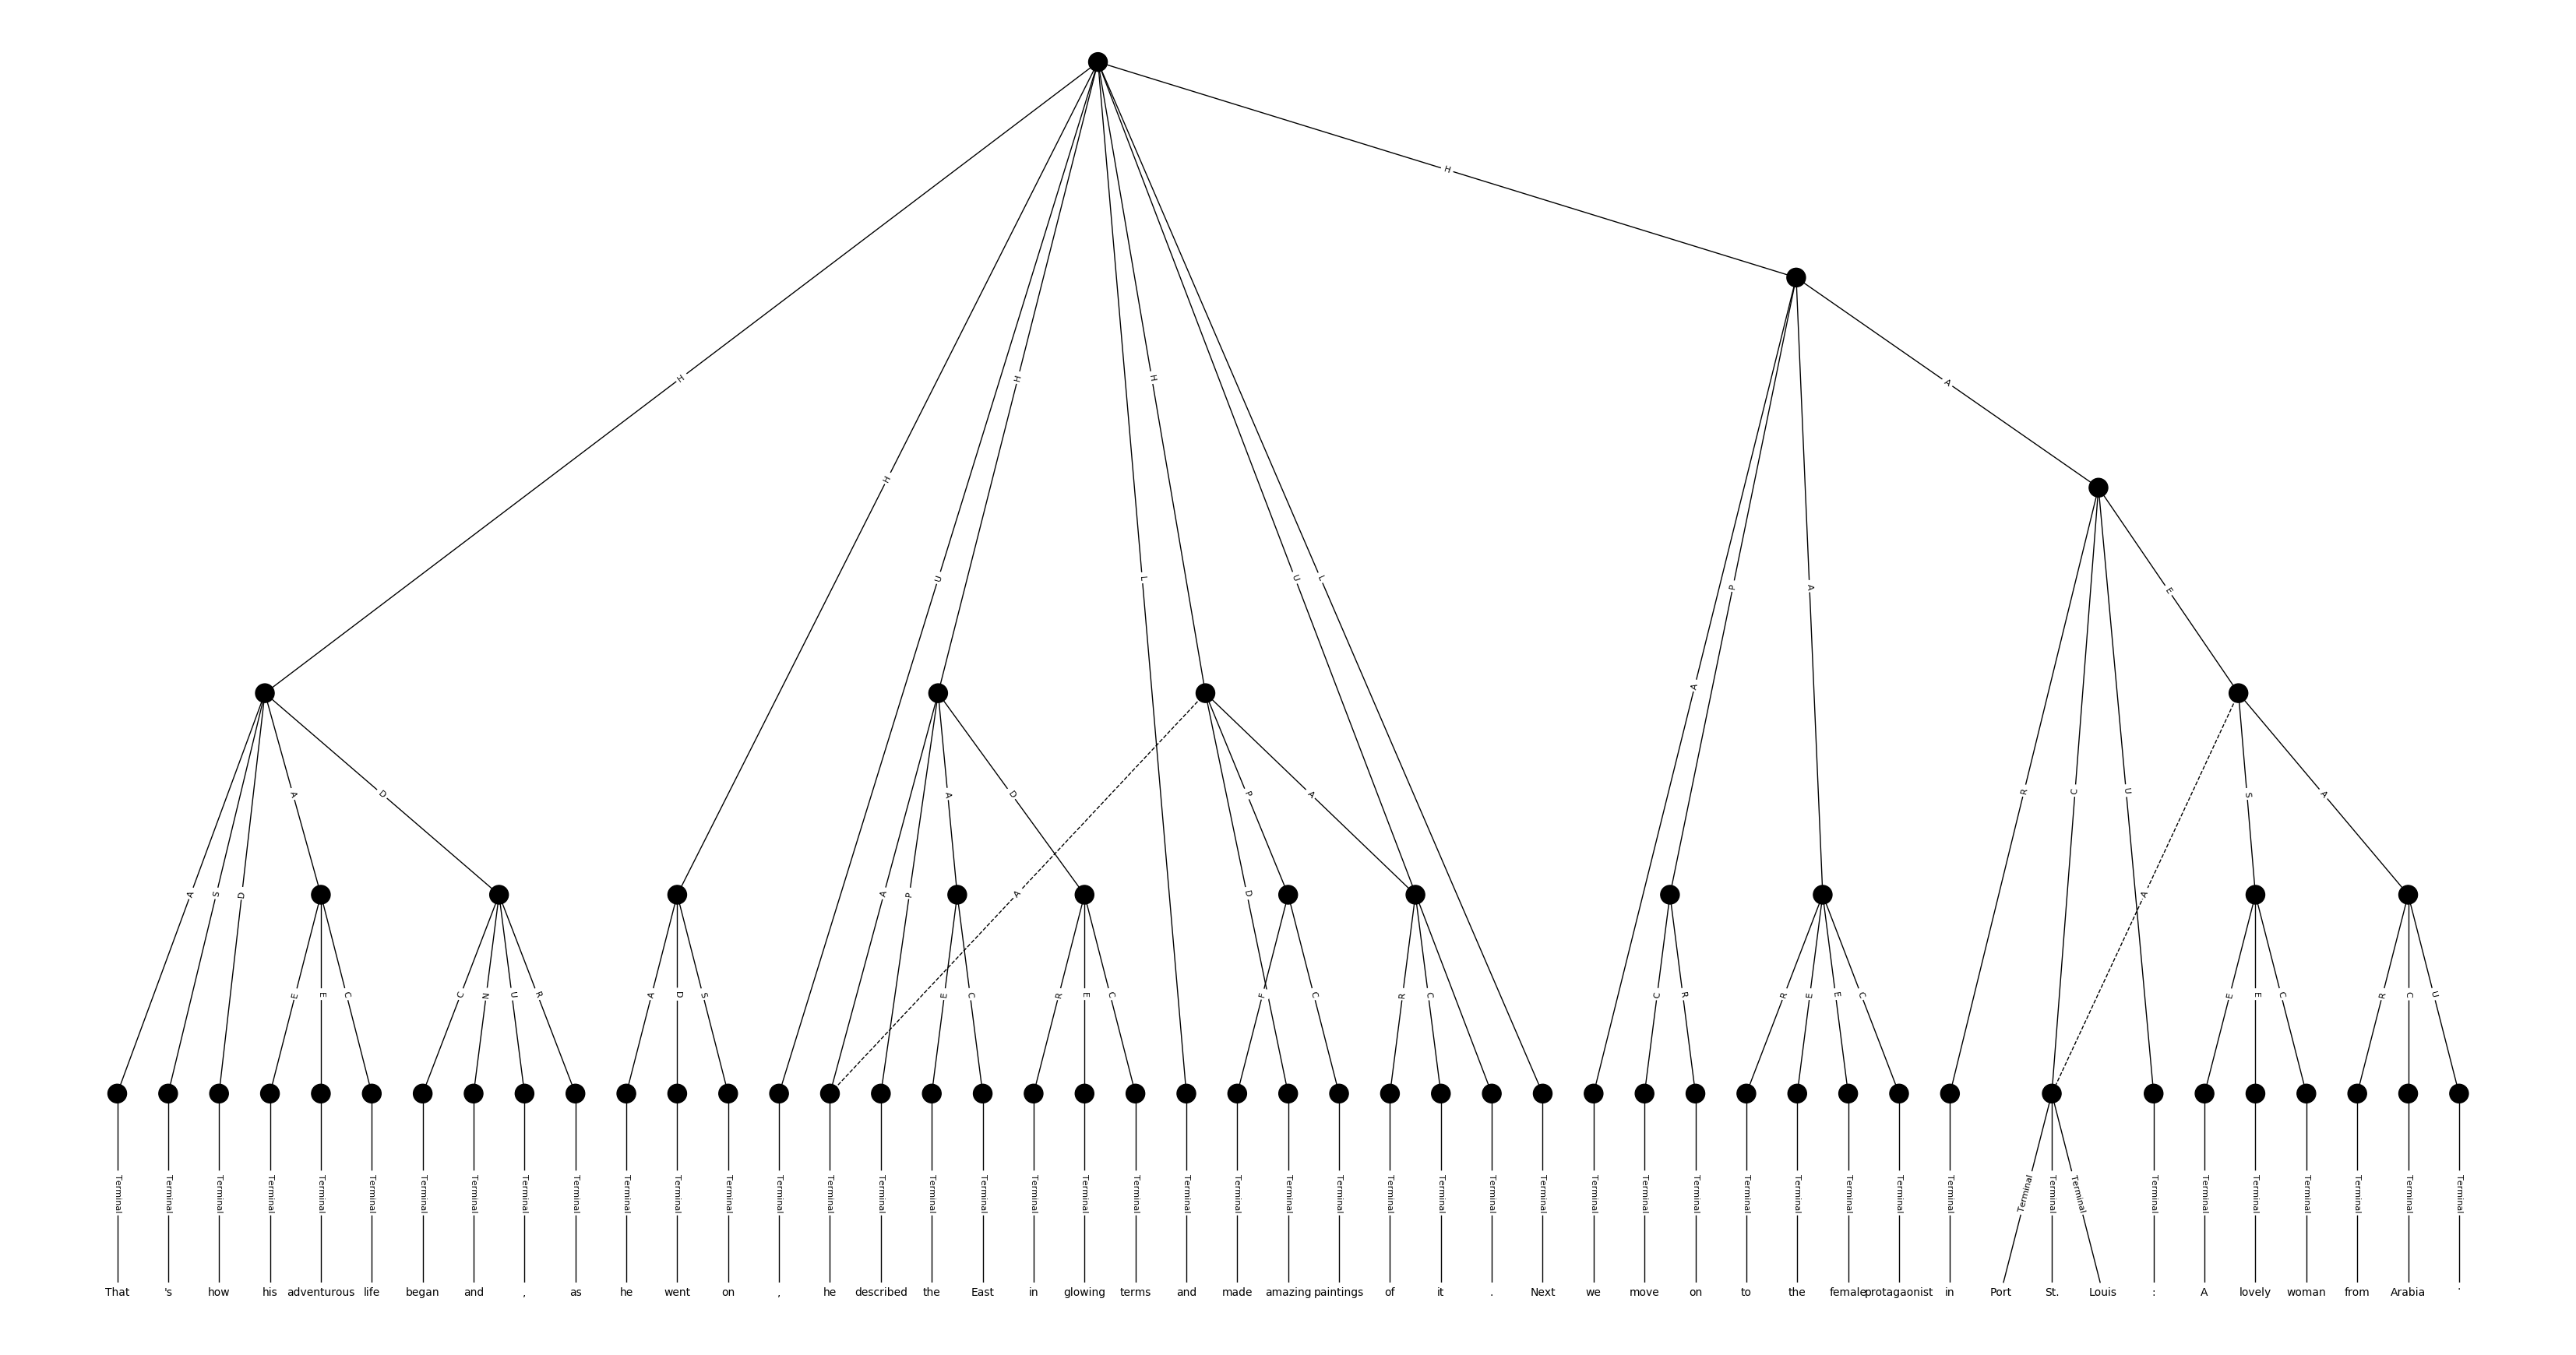 H
H
A
H
H
H
U
L
U
L
P
A
E
A
A
D
A
D
P
A
R
C
U
S
A
A
S
D
A
P
A
D
A
E
E
C
C
N
U
R
A
D
S
E
C
R
E
C
F
C
R
C
C
R
R
E
E
C
E
E
C
R
C
U
Terminal Terminal Terminal Terminal Terminal Terminal Terminal Terminal Terminal Terminal Terminal Terminal Terminal Terminal Terminal Terminal Terminal Terminal Terminal Terminal Terminal Terminal Terminal Terminal Terminal Terminal Terminal Terminal Terminal Terminal Terminal Terminal Terminal Terminal Terminal Terminal Terminal Terminal Terminal Terminal Terminal Terminal Terminal Terminal Terminal Terminal Terminal
That 's how his adventurous life began and , as he went on , he described the East in glowing terms and made amazing paintings of it . Next we move on to the female protagaonist in Port St. Louis : A lovely woman from Arabia .